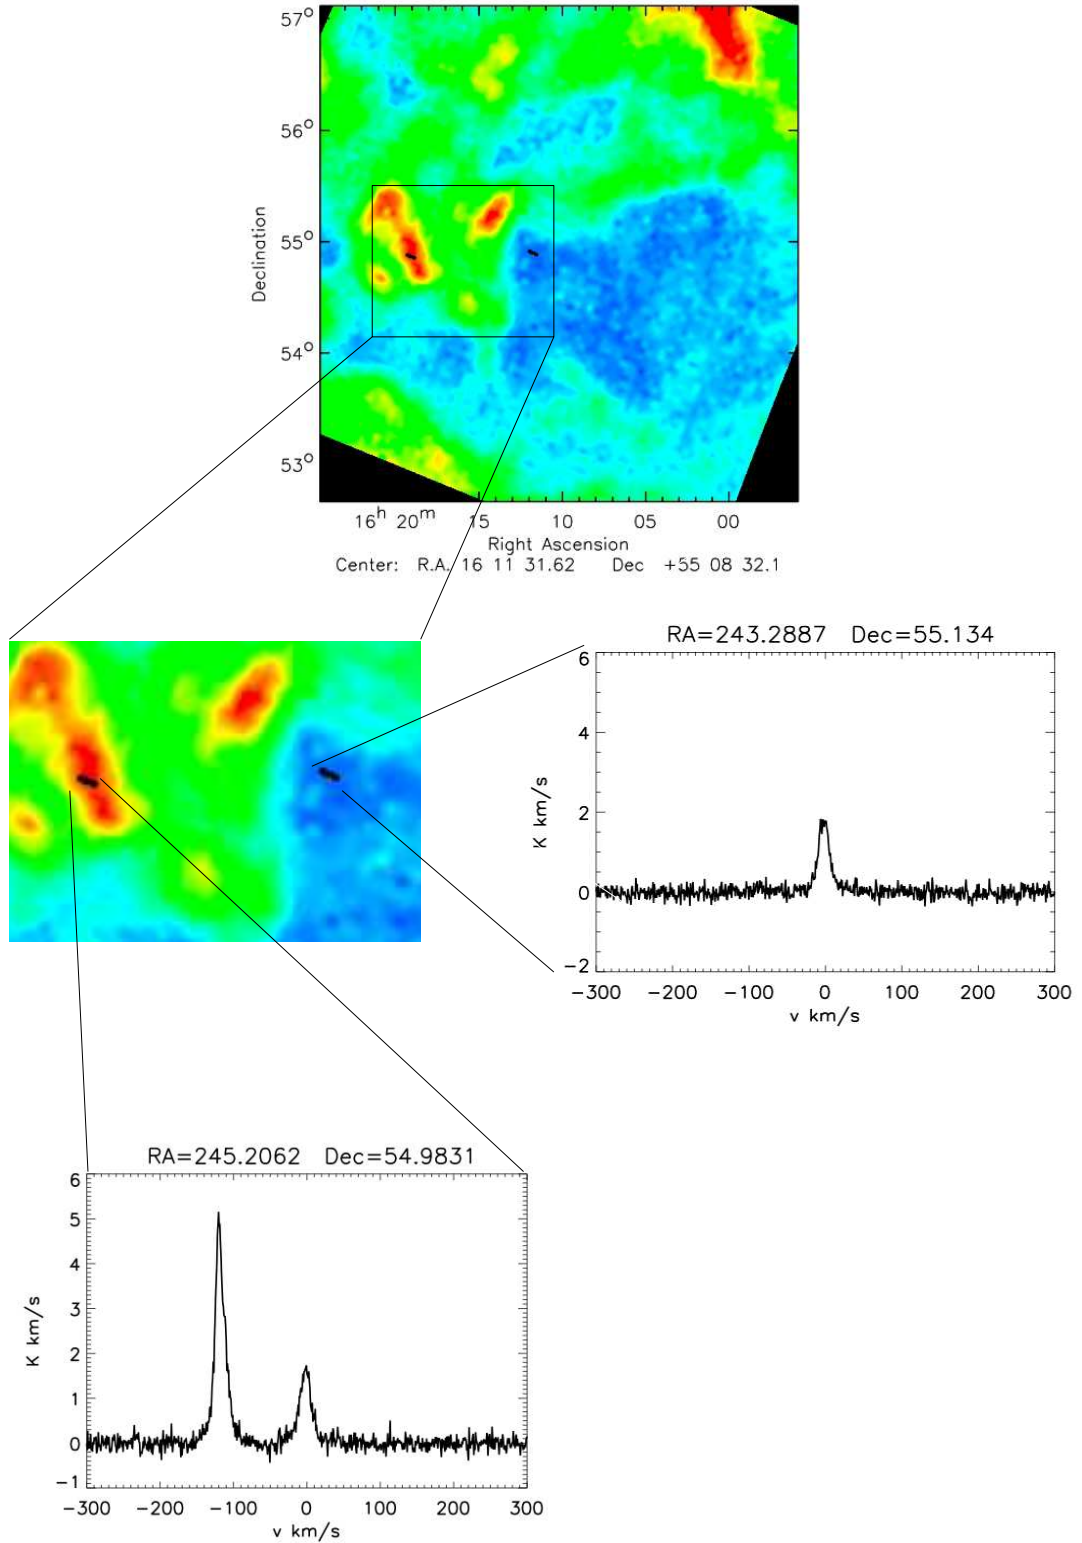 57°
56°
55°
54°
53°
Declination
16h 20m 15 10 05 00
Right Ascension
Center: R.A. 16 11 31.62 Dec +55 08 32.1
RA=243.2887 Dec=55.134
6
4
2
0
−2
K km/s
−300 −200 −100 0 100 200 300
v km/s
RA=245.2062 Dec=54.9831
6
5
4
3
2
1
0
−1
K km/s
−300 −200 −100 0 100 200 300
v km/s